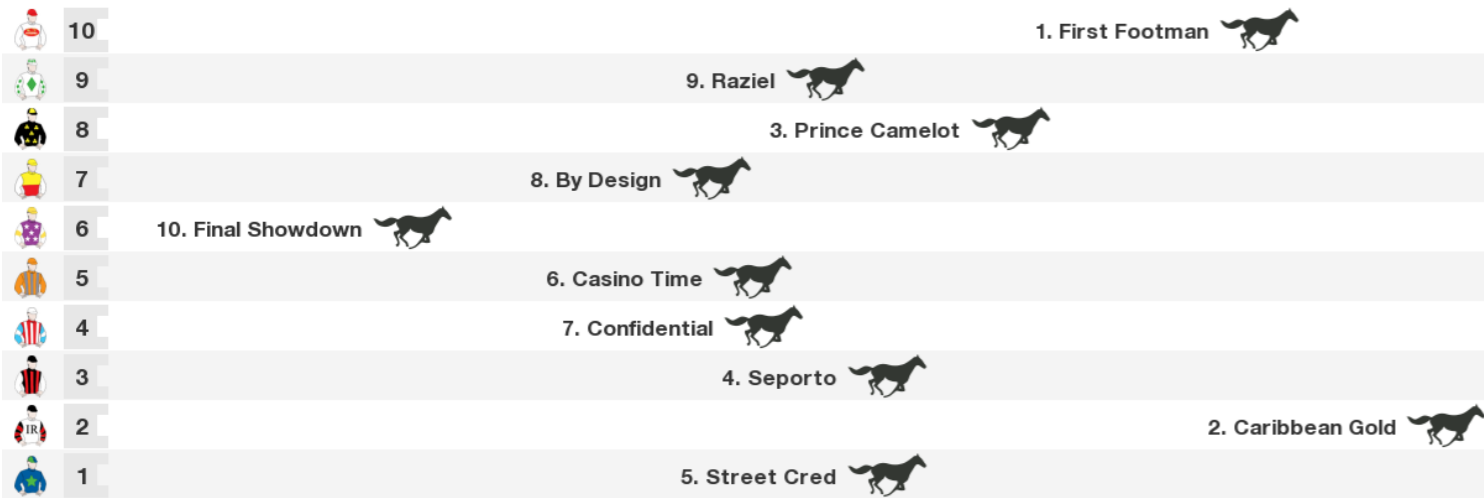 10 1. First Footman
9 9. Raziel
8 3. Prince Camelot
7 8. By Design
6 10. Final Showdown
5 6. Casino Time
4 7. Confidential
3 4. Seporto
IR 2 2. Caribbean Gold
1 5. Street Cred